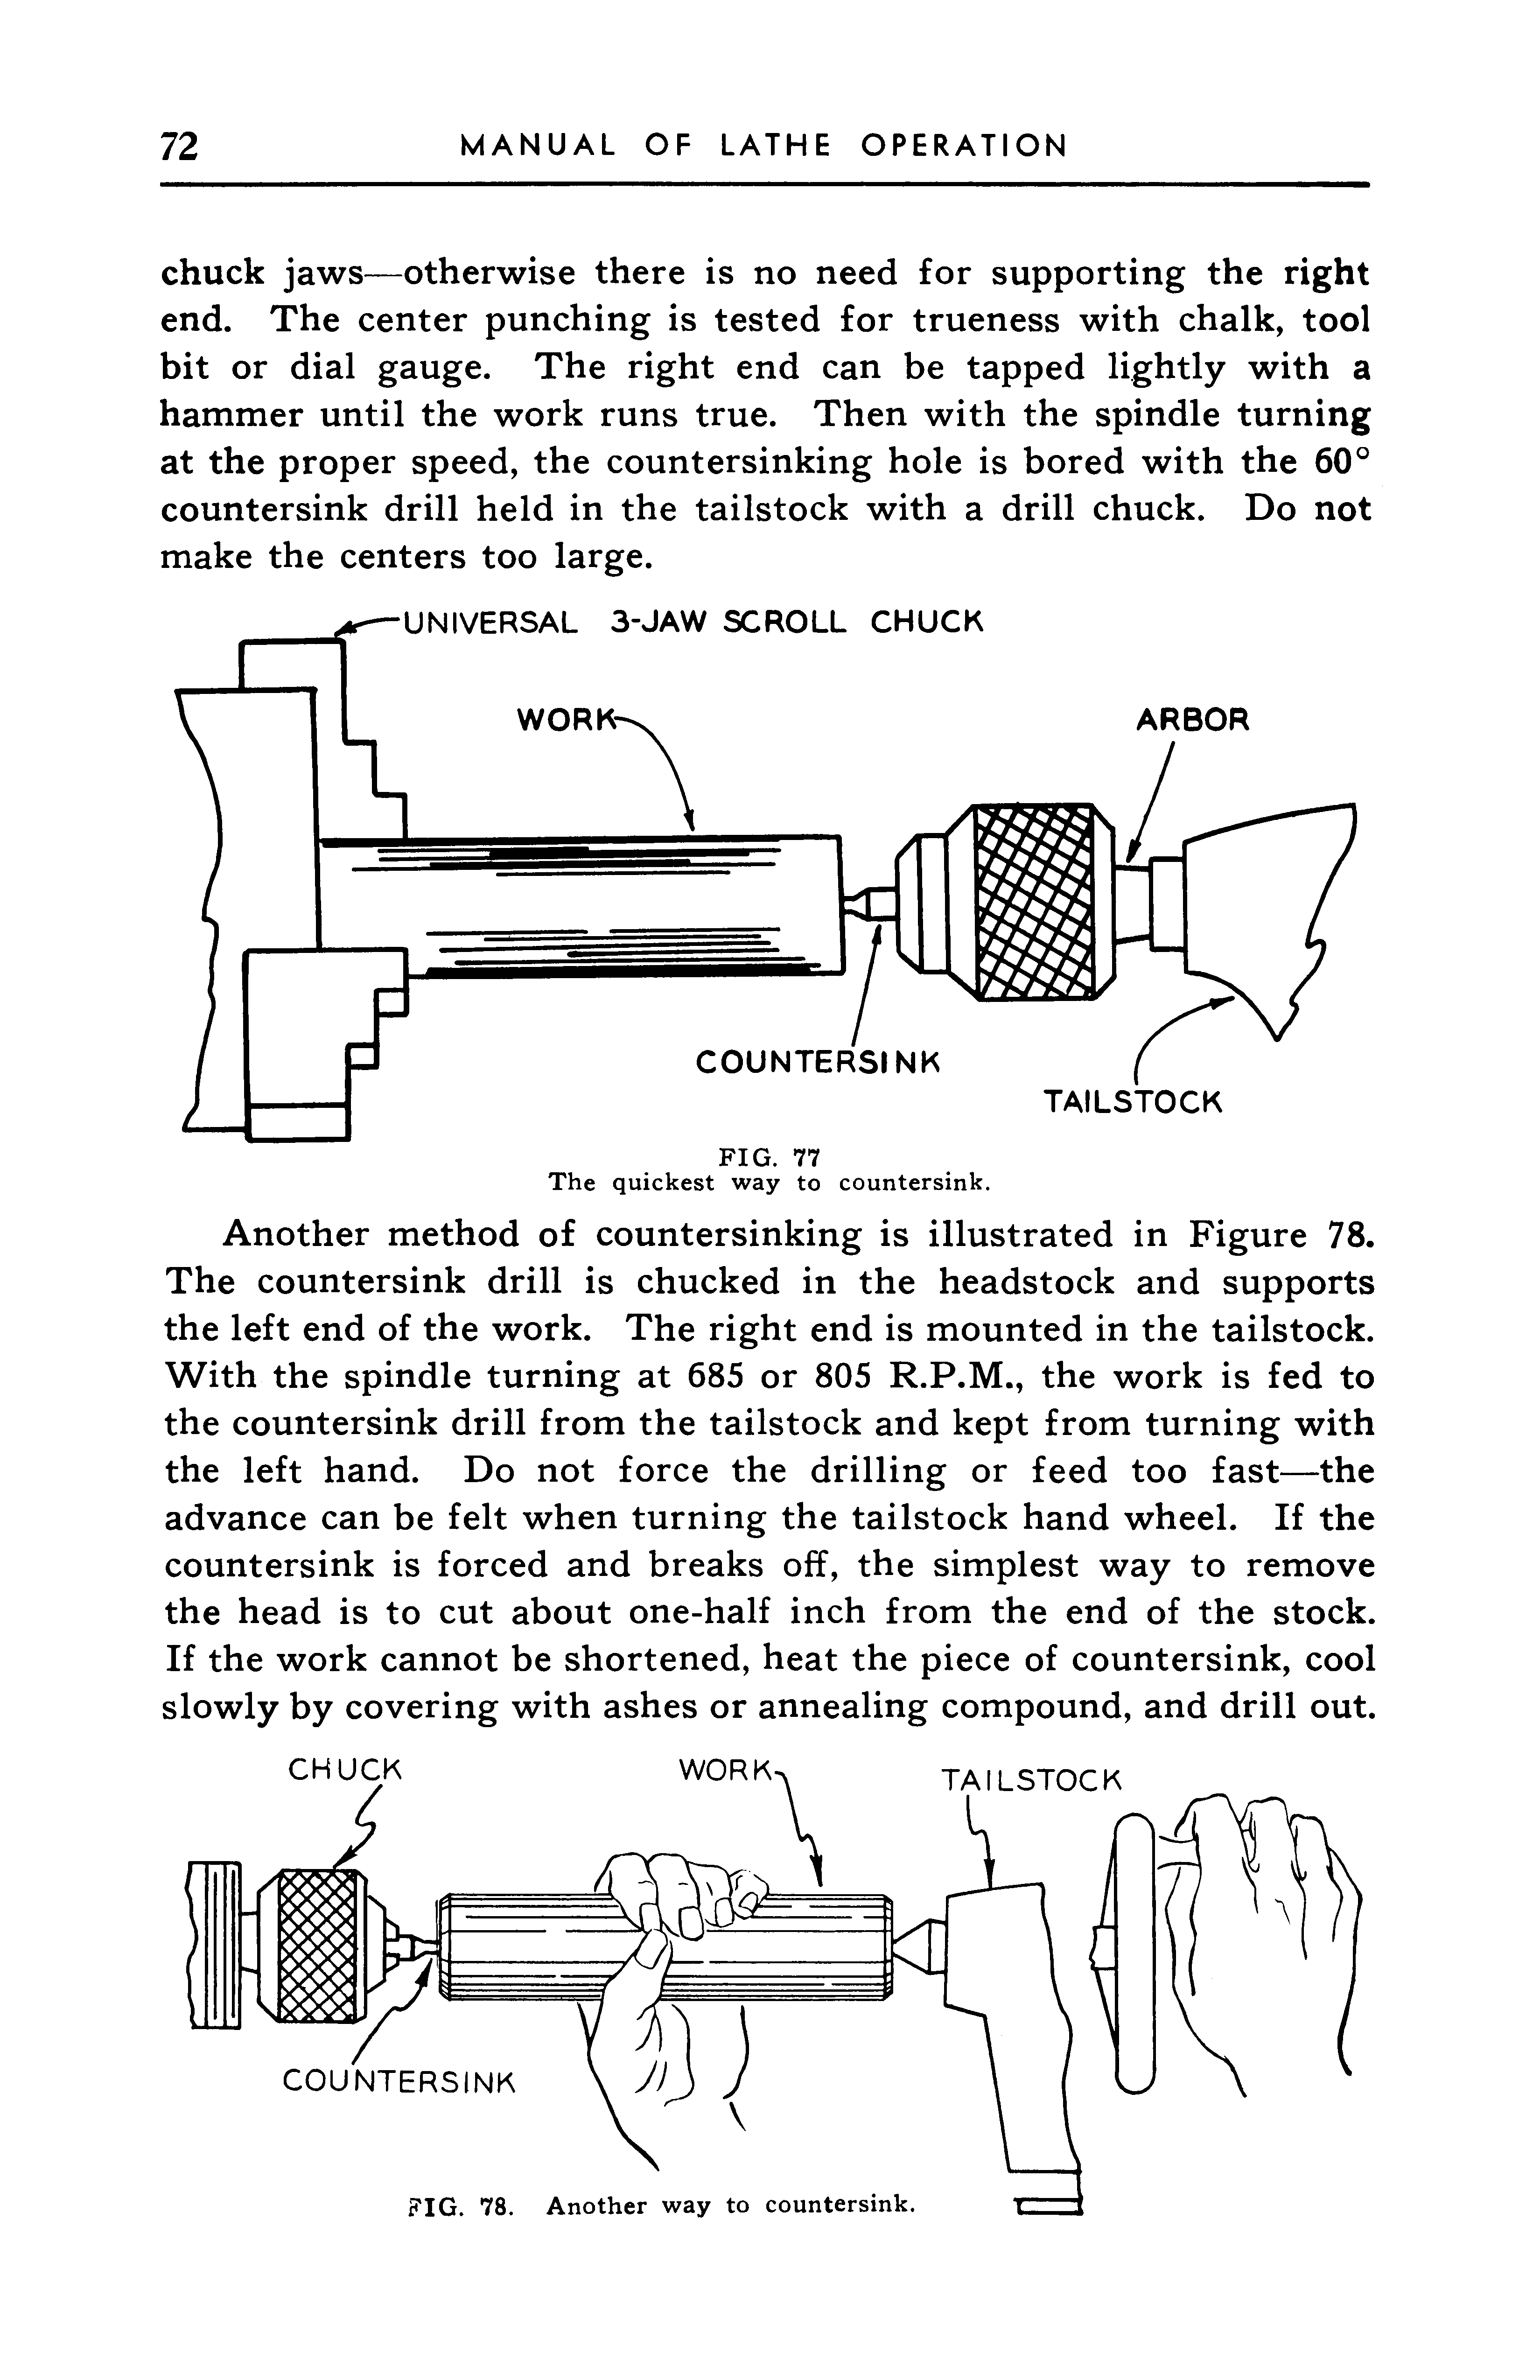 72 MANUAL OF LATHE OPERATION
chuck jaws—otherwise there is no need for supporting the right
end. The center punching is tested for trueness with chalk, tool
bit or dial gauge. The right end can be tapped lightly with a
hammer until the work runs true. Then with the spindle turning
at the proper speed, the countersinking hole is bored with the 60°
countersink drill held in the tailstock with a drill chuck. Do not
make the centers too large.
UNIVERSAL 3-JAW SCROLL CHUCK
WORK
ARBOR
COUNTERSINK
TAILSTOCK
FIG. 77
The quickest way to countersink.
Another method of countersinking is illustrated in Figure 78.
The countersink drill is chucked in the headstock and supports
the left end of the work. The right end is mounted in the tailstock.
With the spindle turning at 685 or 805 R.P.M., the work is fed to
the countersink drill from the tailstock and kept from turning with
the left hand. Do not force the drilling or feed too fast—the
advance can be felt when turning the tailstock hand wheel. If the
countersink is forced and breaks off, the simplest way to remove
the head is to cut about one-half inch from the end of the stock.
If the work cannot be shortened, heat the piece of countersink, cool
slowly by covering with ashes or annealing compound, and drill out.
CHUCK
WORK
TAILSTOCK
COUNTERSINK
FIG. 78. Another way to countersink.